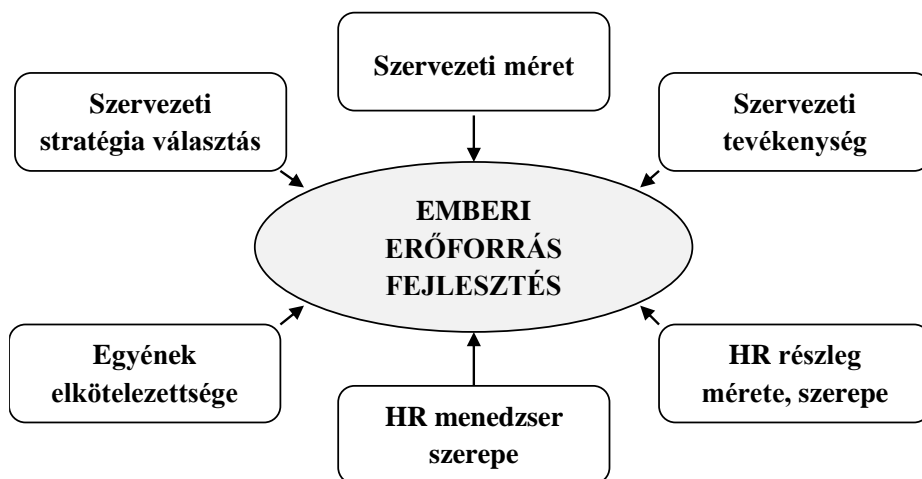 Szervezeti méret
Szervezeti
stratégia választás
Szervezeti
tevékenység
EMBERI
ERŐFORRÁS
FEJLESZTÉS
Egyének
elkötelezettsége
HR menedzser
szerepe
HR részleg
mérete, szerepe